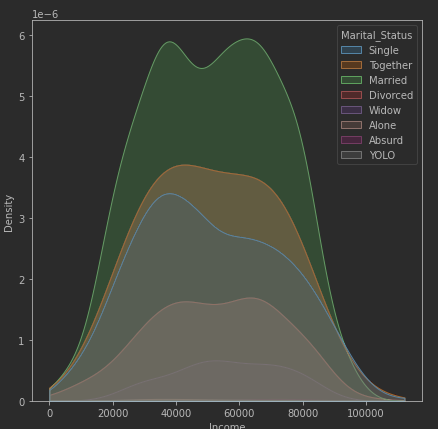 1e−6
Marital_Status
Single
Together
Married
Divorced
Widow
Alone
Absurd
YOLO
6
5
4
3
2
1
0
Density
0 20000 40000 60000 80000 100000
Income